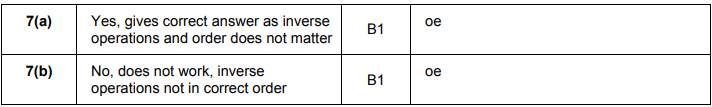 7(a) Yes, gives correct answer as inverse operations and order does not matter B1 oe
7(b) No, does not work, inverse operations not in correct order B1 oe